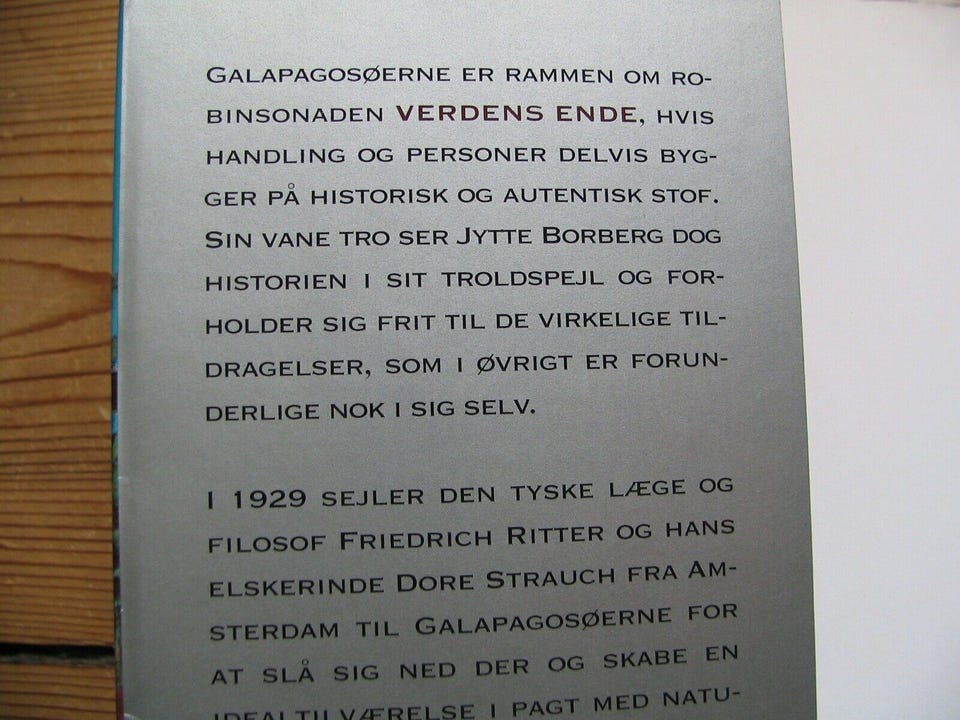 GALAPAGOSØERNE ER RAMMEN OM RO-
BINSONADEN VERDENS ENDE, HVIS
HANDLING OG PERSONER DELVIS BYG-
GER PÅ HISTORISK OG AUTENTISK STOF.
SIN VANE TRO SER JYTTE BORBERG DOG
HISTORIEN I SIT TROLDSPEJL OG FOR-
HOLDER SIG FRIT TIL DE VIRKELIGE TIL-
DRAGELSER, SOM I ØVRIGT ER FORUN-
DERLIGE NOK I SIG SELV.
I 1929 SEJLER DEN TYSKE LÆGE OG
FILOSOF FRIEDRICH RITTER OG HANS
ELSKERINDE DORE STRAUCH FRA AM-
STERDAM TIL GALAPAGOSØERNE FOR
AT SLÅ SIG NED DER OG SKABE EN
IDEALTILVÆRELSE I PAGT MED NATU-